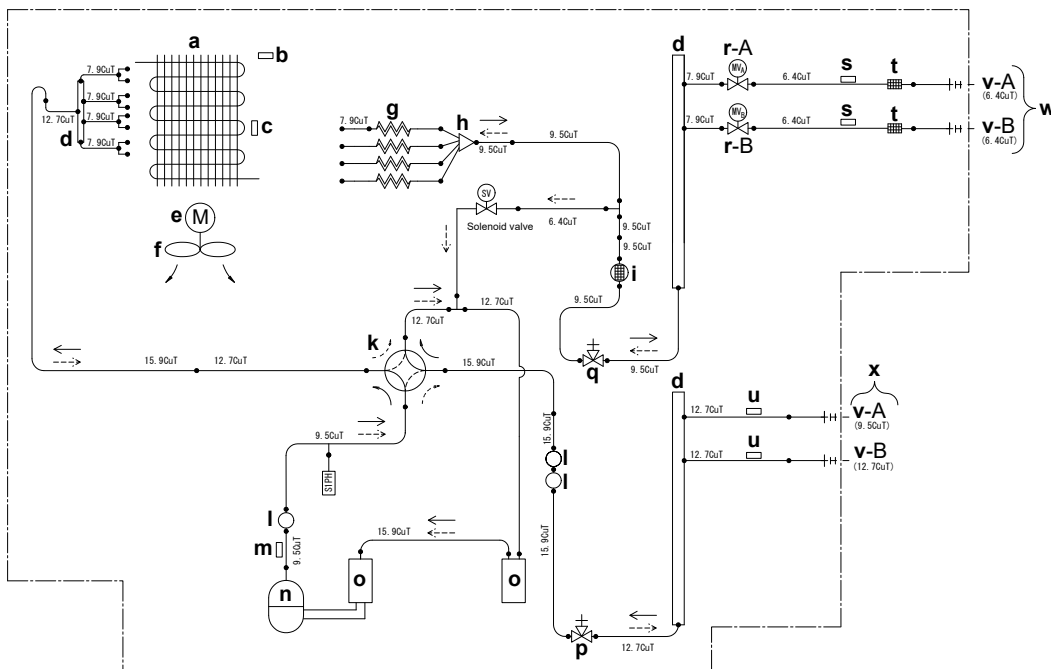 a
b
7.9CuT
7.9CuT
7.9CuT
7.9CuT
12.7CuT
d
c
e M
f
g
h
7.9CuT
9.5CuT
9.5CuT
SV
Solenoid valve
6.4CuT
9.5CuT
9.5CuT
i
9.5CuT
q
9.5CuT
d
r-A
MVA
7.9CuT
6.4CuT
s
t
v-A
(6.4CuT)
w
7.9CuT
MVB
6.4CuT
s
t
r-B
v-B
(6.4CuT)
12.7CuT
12.7CuT
k
15.9CuT
12.7CuT
15.9CuT
9.5CuT
SIPH
l
m
9.5CuT
n
15.9CuT
o
o
15.9CuT
l
l
15.9CuT
p
12.7CuT
d
x
12.7CuT
u
v-A
(9.5CuT)
12.7CuT
u
v-B
(12.7CuT)